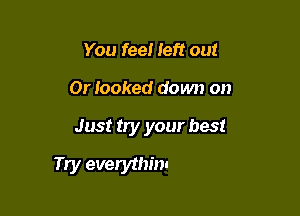 You feel left out
Or looked down on
Just try your best
Try everythin